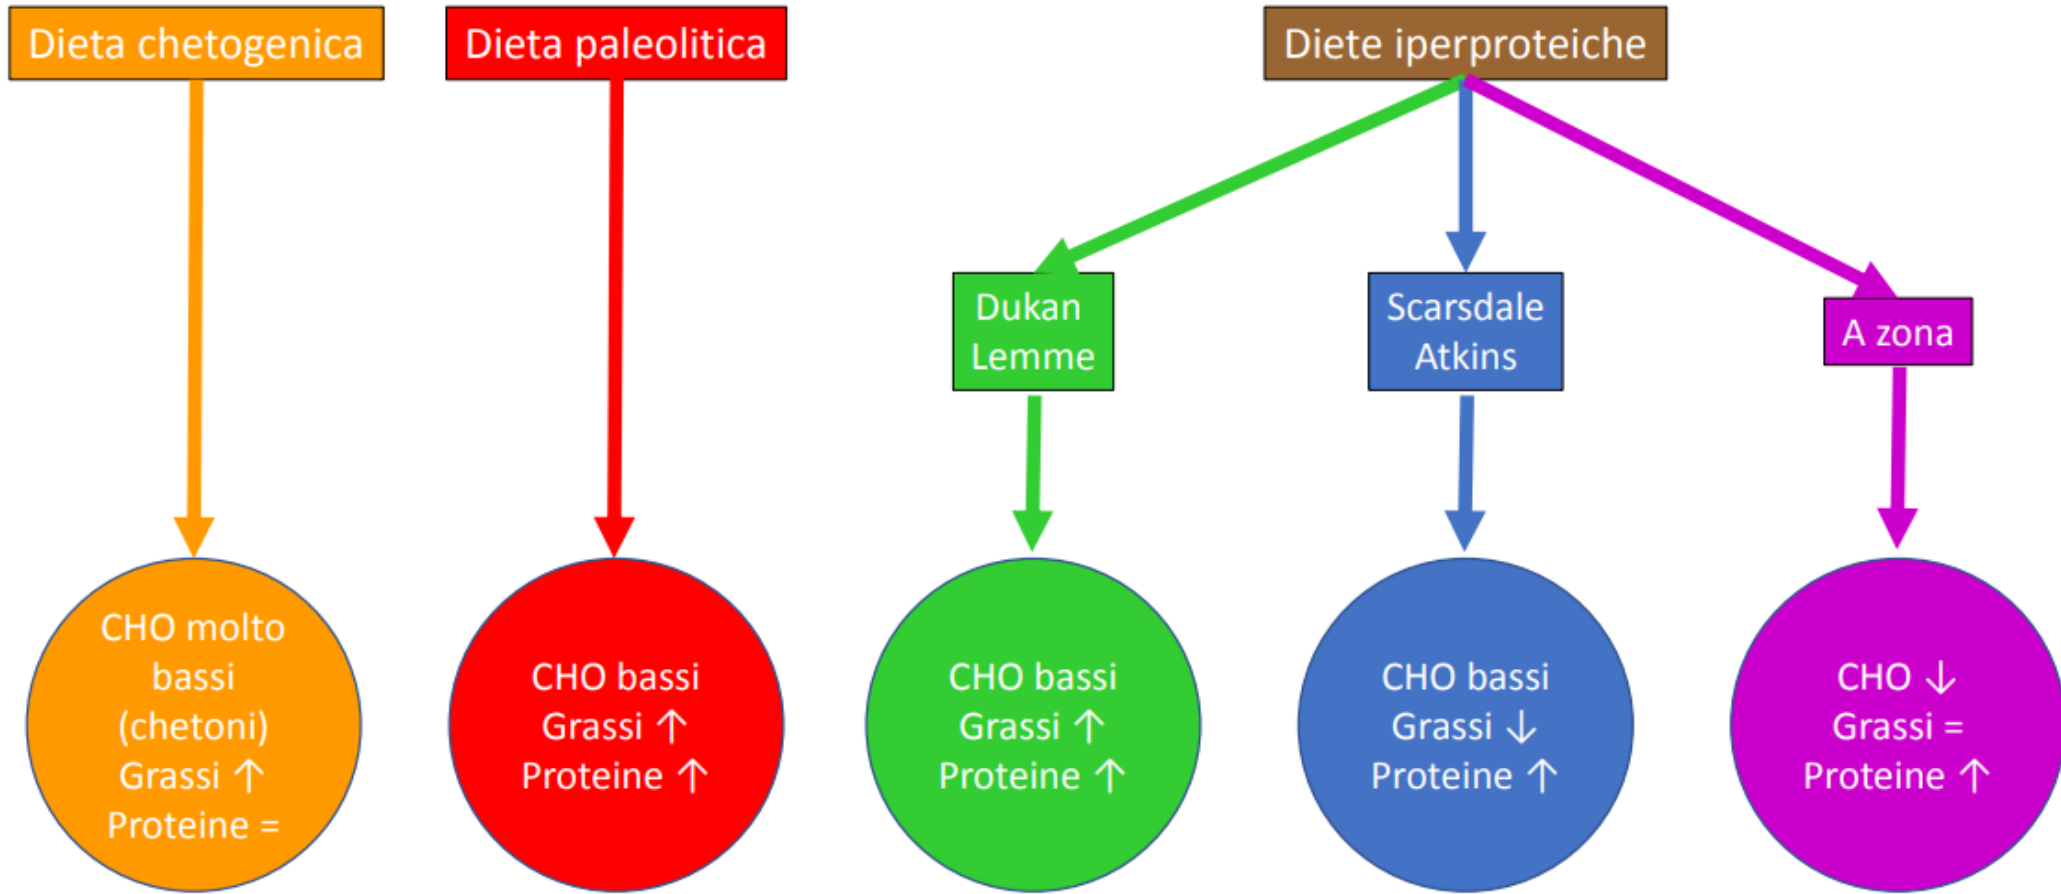 Dieta chetogenica
Dieta paleolitica
Diete iperproteiche
Dukan
Lemme
Scarsdale
Atkins
A zona
CHO molto
bassi
(chetoni)
Grassi ↑
Proteine =
CHO bassi
Grassi ↑
Proteine ↑
CHO bassi
Grassi ↑
Proteine ↑
CHO bassi
Grassi ↓
Proteine ↑
CHO ↓
Grassi =
Proteine ↑